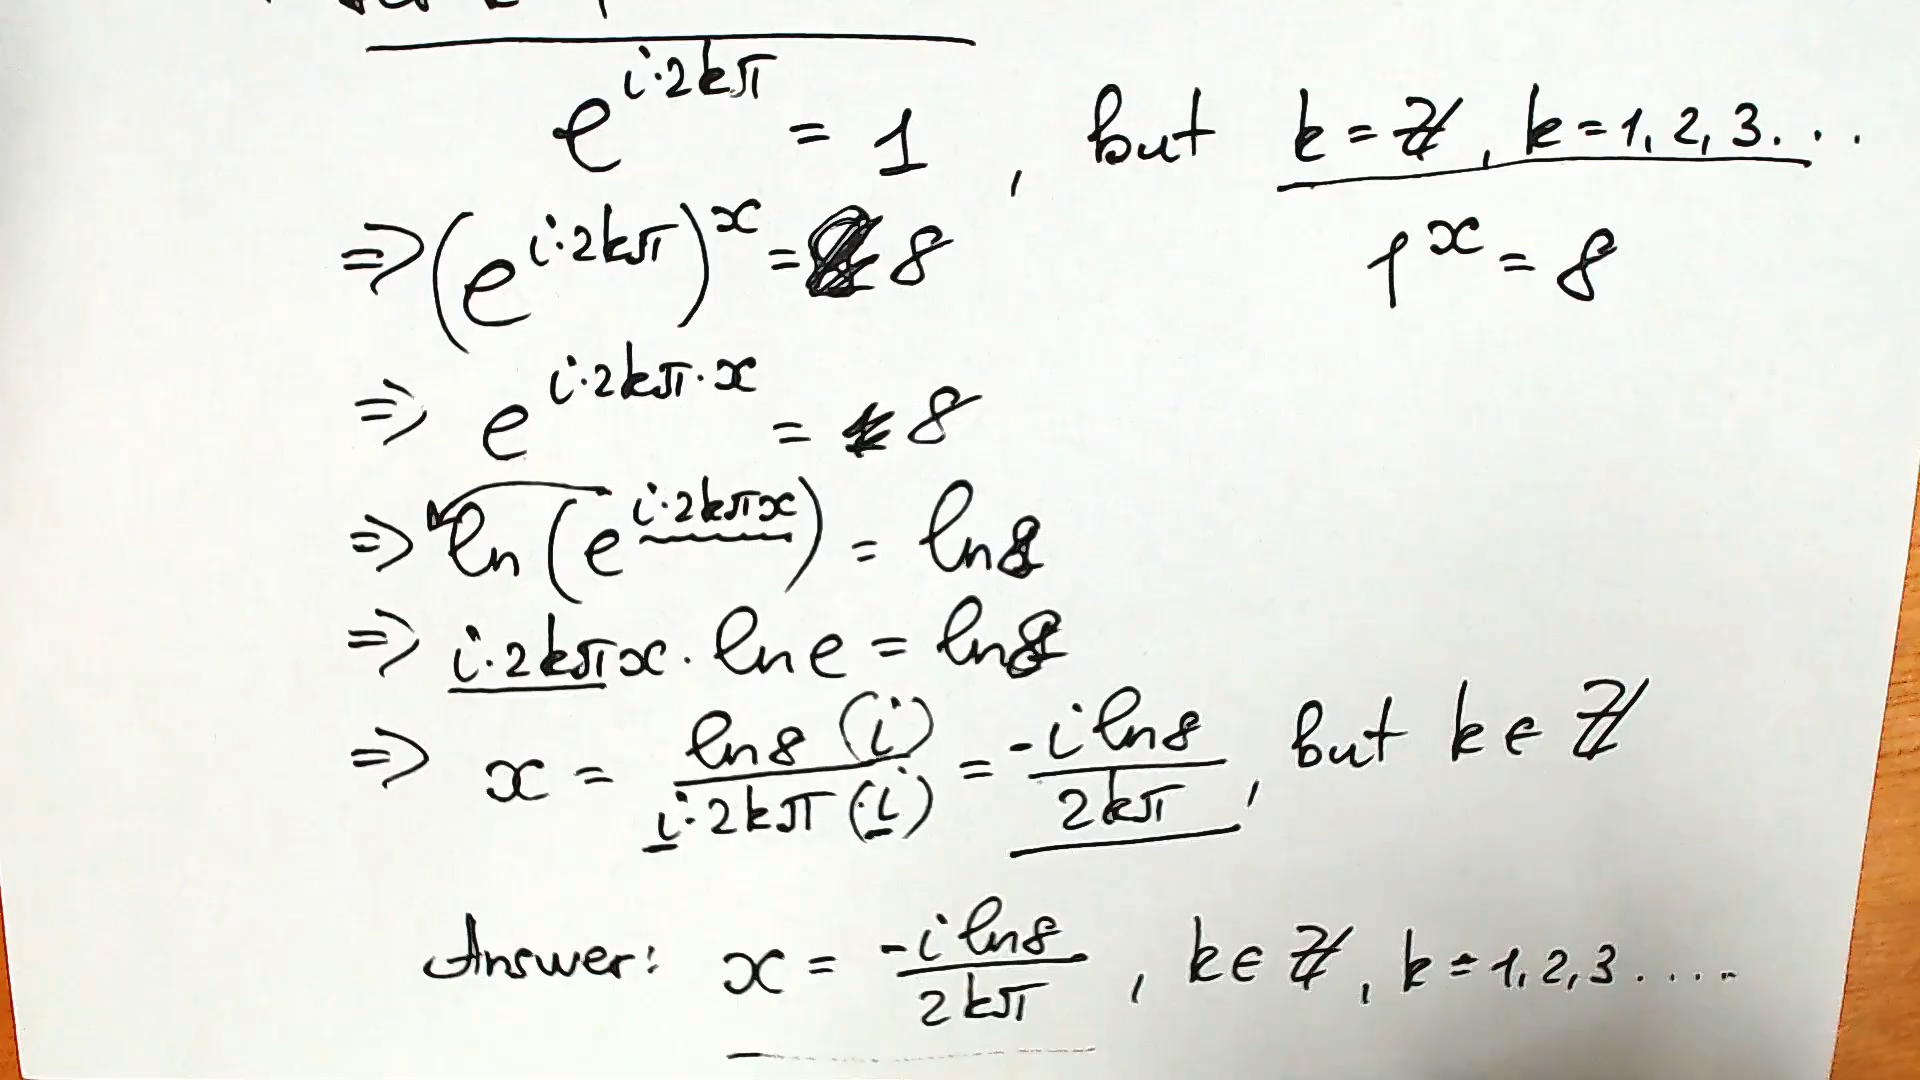 e^{i·2kπ} = 1 , but k = ℤ, k = 1, 2, 3. . .
=> (e^{i·2kπ})^x = 8 1^x = 8
=> e^{i·2kπ·x} = 8
=> ln (e^{i·2kπx}) = ln8
=> i·2kπx · ln e = ln8
=> x = ln8 (i) / i·2kπ (i) = -i ln8 / 2kπ , but k ∈ ℤ
Answer: x = -i ln8 / 2kπ , k ∈ ℤ, k = 1, 2, 3 . . . . .